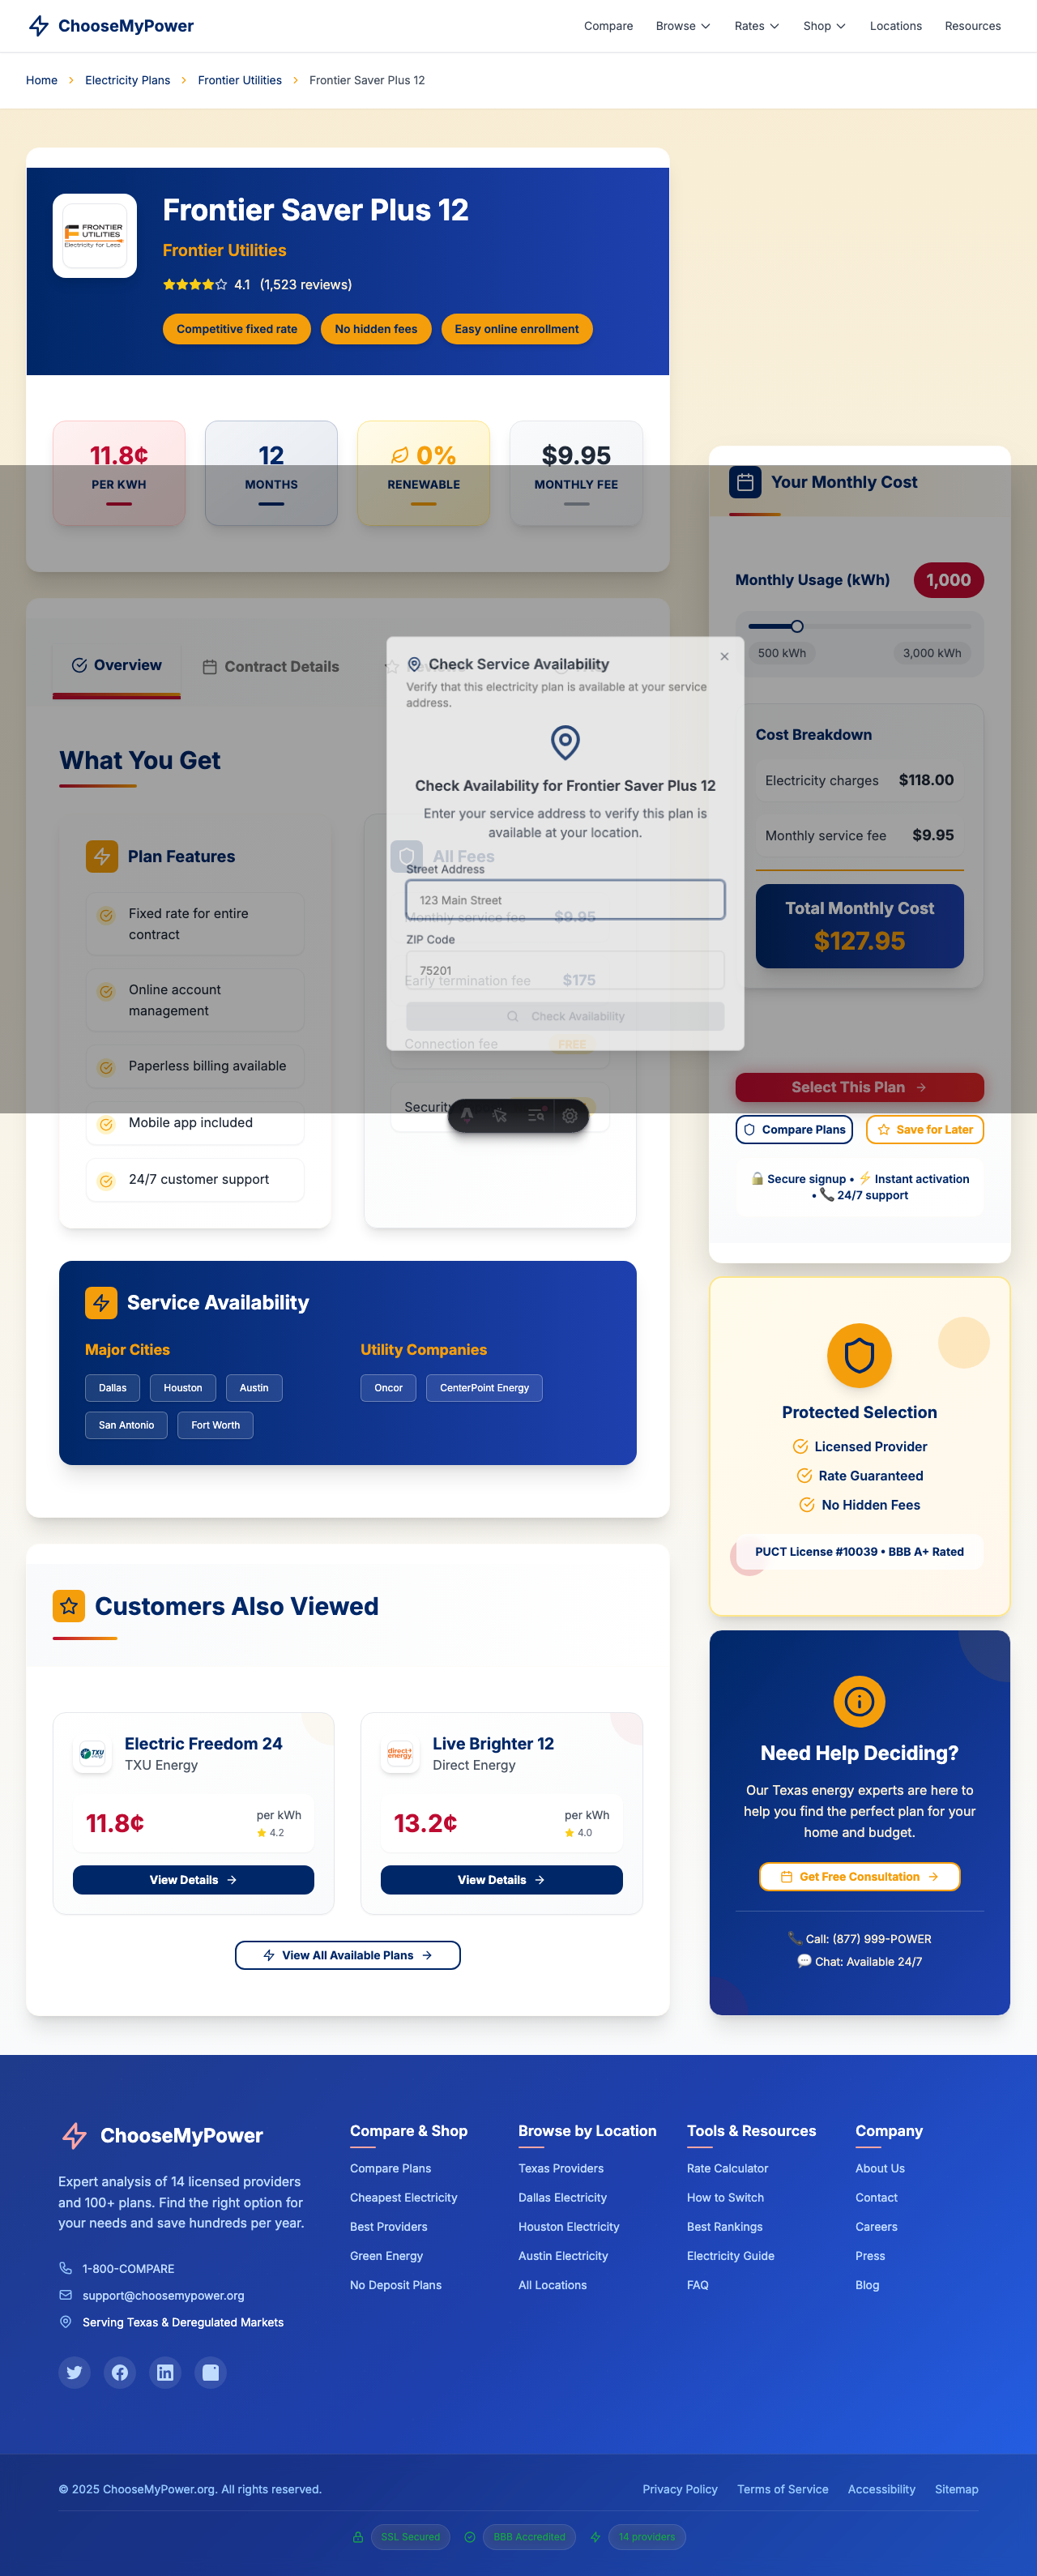 ChooseMyPower
Compare
Browse
Rates
Shop
Locations
Resources
Home
Electricity Plans
Frontier Utilities
Frontier Saver Plus 12
FRONTIER
UTILITIES
Electricity for Less
Frontier Saver Plus 12
Frontier Utilities
4.1 (1,523 reviews)
Competitive fixed rate
No hidden fees
Easy online enrollment
11.8¢
PER KWH
12
MONTHS
0%
RENEWABLE
$9.95
MONTHLY FEE
Overview
Contract Details
Check Service Availability
Verify that this electricity plan is available at your service
address.
Check Availability for Frontier Saver Plus 12
Enter your service address to verify this plan is
available at your location.
Street Address
123 Main Street
ZIP Code
75201
Check Availability
What You Get
Plan Features
Fixed rate for entire
contract
Online account
management
Paperless billing available
Mobile app included
24/7 customer support
All Fees
Monthly service fee $9.95
Early termination fee $175
Connection fee FREE
Service Availability
Major Cities
Dallas
Houston
Austin
San Antonio
Fort Worth
Utility Companies
Oncor
CenterPoint Energy
Customers Also Viewed
TXU
energy
Electric Freedom 24
TXU Energy
11.8¢
per kWh
4.2
View Details
direct
energy
Live Brighter 12
Direct Energy
13.2¢
per kWh
4.0
View Details
View All Available Plans
Your Monthly Cost
Monthly Usage (kWh)
1,000
500 kWh
3,000 kWh
Cost Breakdown
Electricity charges $118.00
Monthly service fee $9.95
Total Monthly Cost
$127.95
Select This Plan
Compare Plans
Save for Later
🔒 Secure signup • ⚡ Instant activation
• 📞 24/7 support
Protected Selection
Licensed Provider
Rate Guaranteed
No Hidden Fees
PUCT License #10039 • BBB A+ Rated
Need Help Deciding?
Our Texas energy experts are here to
help you find the perfect plan for your
home and budget.
Get Free Consultation
📞 Call: (877) 999-POWER
💬 Chat: Available 24/7
ChooseMyPower
Expert analysis of 14 licensed providers
and 100+ plans. Find the right option for
your needs and save hundreds per year.
1-800-COMPARE
support@choosemypower.org
Serving Texas & Deregulated Markets
Compare & Shop
Compare Plans
Cheapest Electricity
Best Providers
Green Energy
No Deposit Plans
Browse by Location
Texas Providers
Dallas Electricity
Houston Electricity
Austin Electricity
All Locations
Tools & Resources
Rate Calculator
How to Switch
Best Rankings
Electricity Guide
FAQ
Company
About Us
Contact
Careers
Press
Blog
© 2025 ChooseMyPower.org. All rights reserved.
Privacy Policy
Terms of Service
Accessibility
Sitemap
SSL Secured
BBB Accredited
14 providers